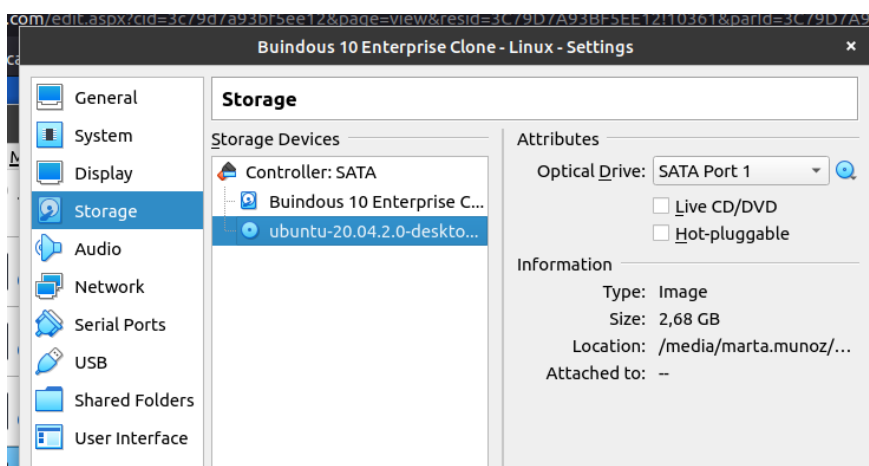 .com/edit.aspx?cid=3c79d7a93bf5ee12&page=view&resid=3C79D7A93BF5EE12!10361&parId=3C79D7A9
Buindous 10 Enterprise Clone - Linux - Settings
General
System
Display
Storage
Audio
Network
Serial Ports
USB
Shared Folders
User Interface
Storage
Storage Devices
Controller: SATA
Buindous 10 Enterprise C...
ubuntu-20.04.2.0-deskto...
Attributes
Optical Drive: SATA Port 1
Live CD/DVD
Hot-pluggable
Information
Type: Image
Size: 2,68 GB
Location: /media/marta.munoz/...
Attached to: --